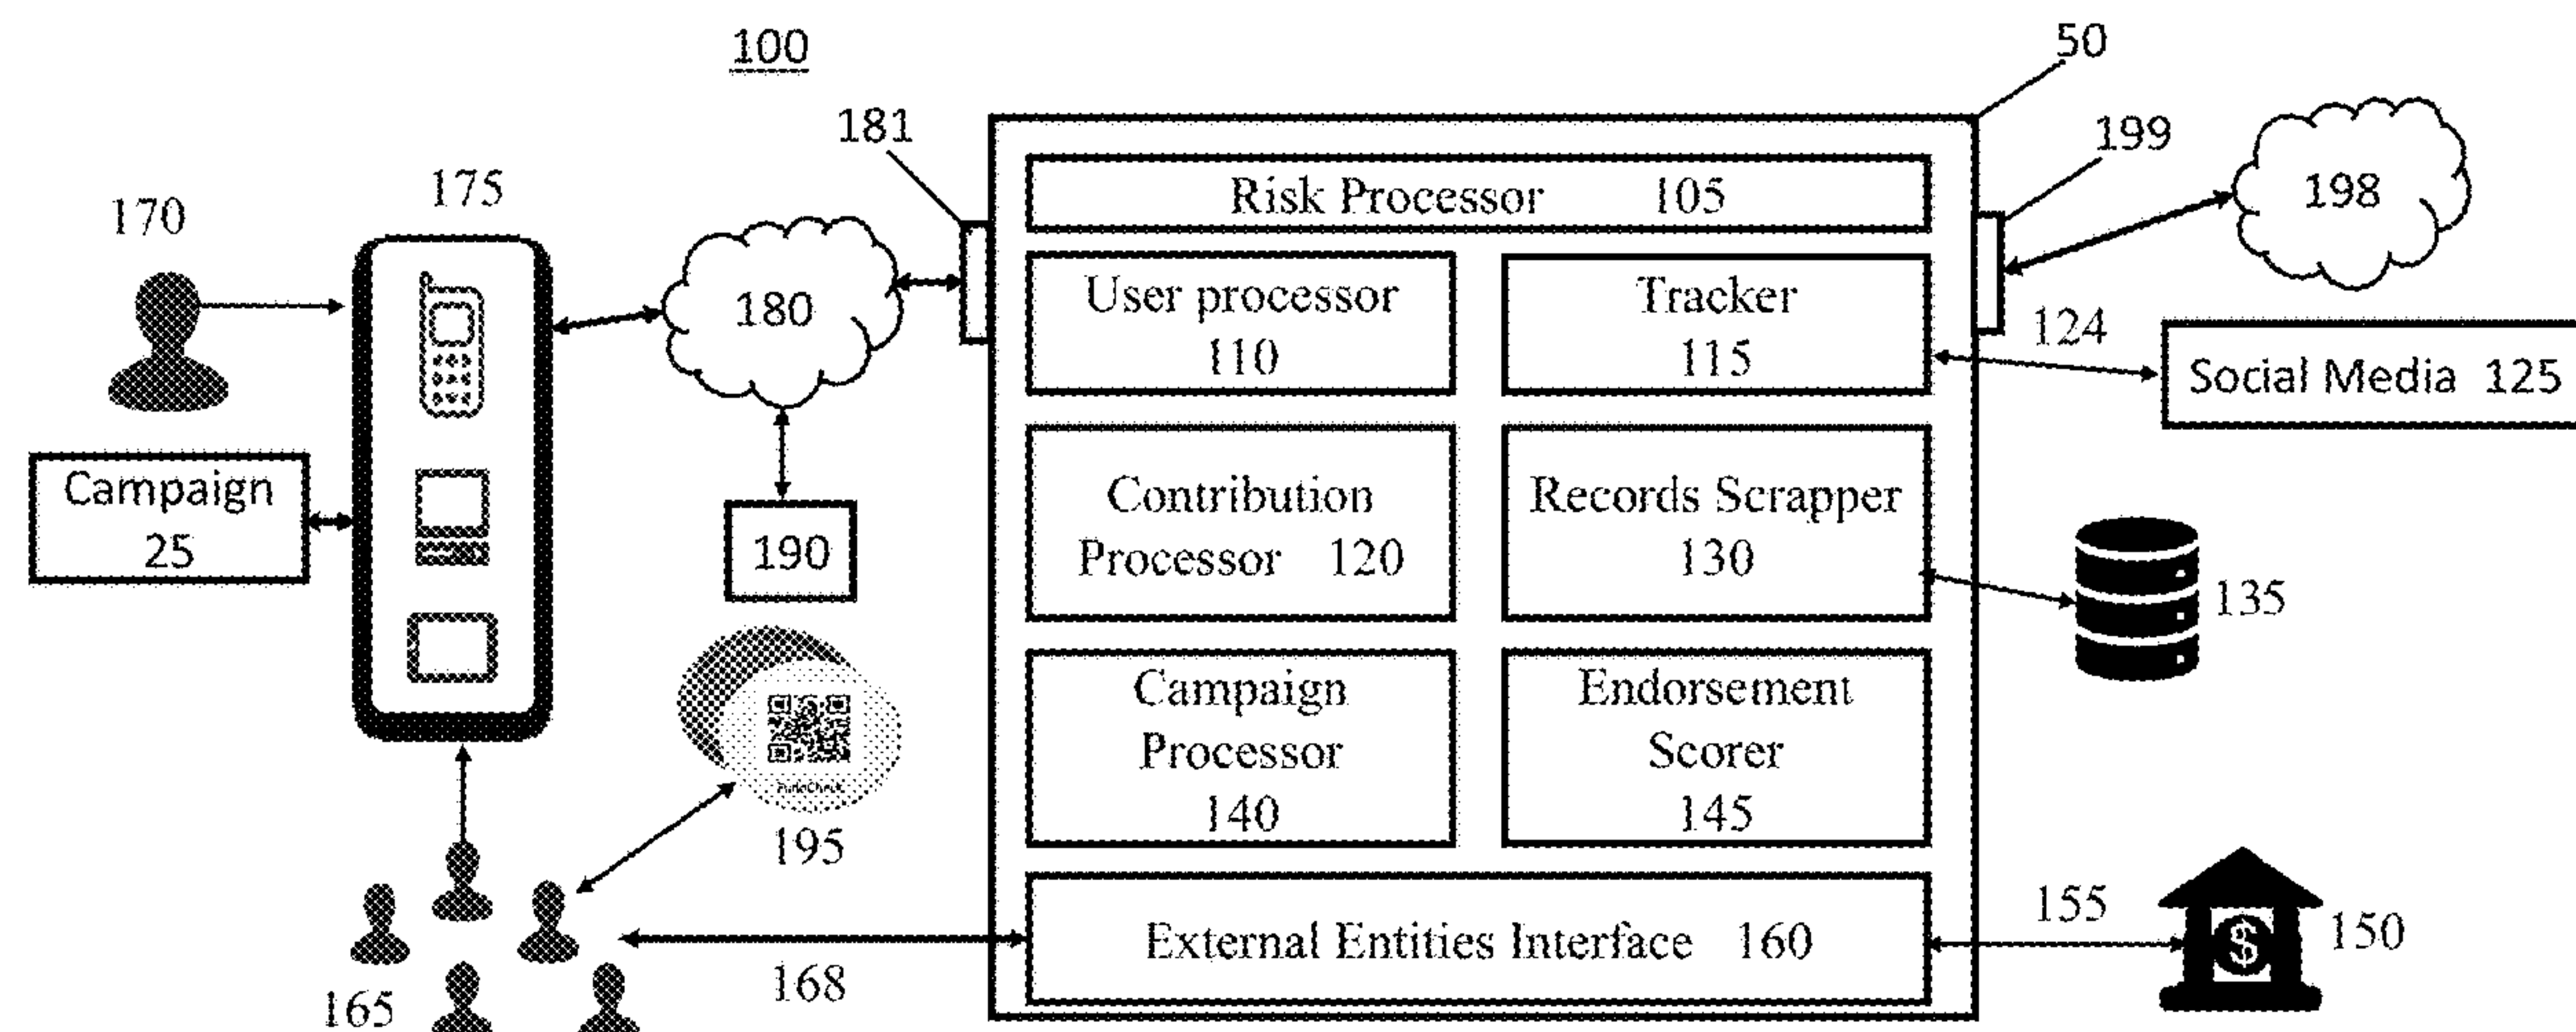 100
50
181
199
175
170
Risk Processor 105
198
180
User processor
110
Tracker
115
124
Social Media 125
Campaign
25
190
Contribution
Processor 120
Records Scrapper
130
135
Campaign
Processor
140
Endorsement
Scorer
145
195
External Entities Interface 160
155
$
150
165
168